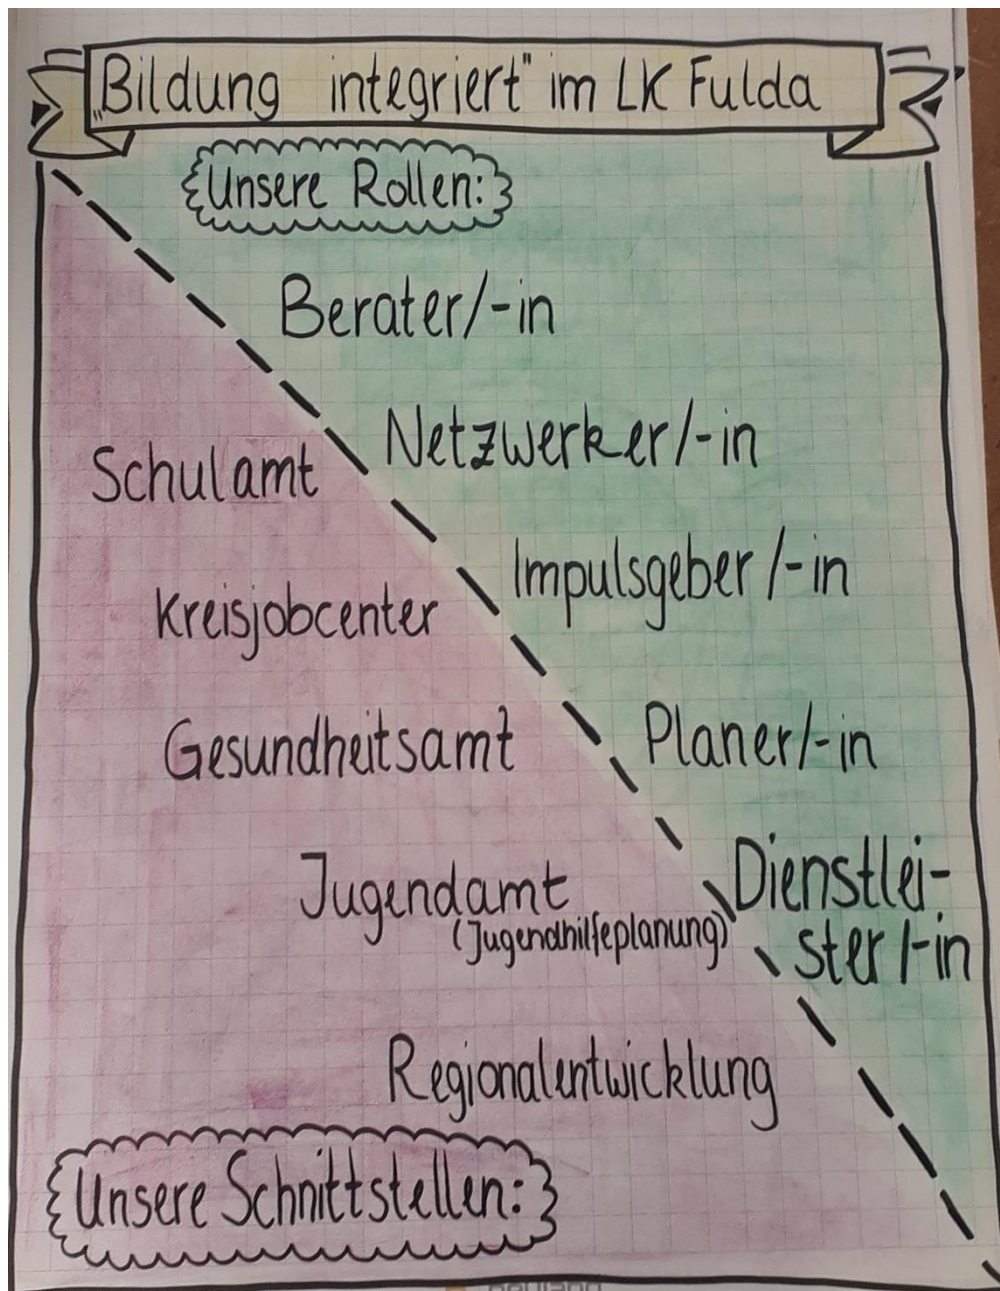 „Bildung integriert" im LK Fulda
Unsere Rollen:
Berater/-in
Netzwerker/-in
Impulsgeber/-in
Planer/-in
Dienstlei-
ster/-in
Schulamt
Kreisjobcenter
Gesundheitsamt
Jugendamt
(Jugendhilfeplanung)
Regionalentwicklung
Unsere Schnittstellen: